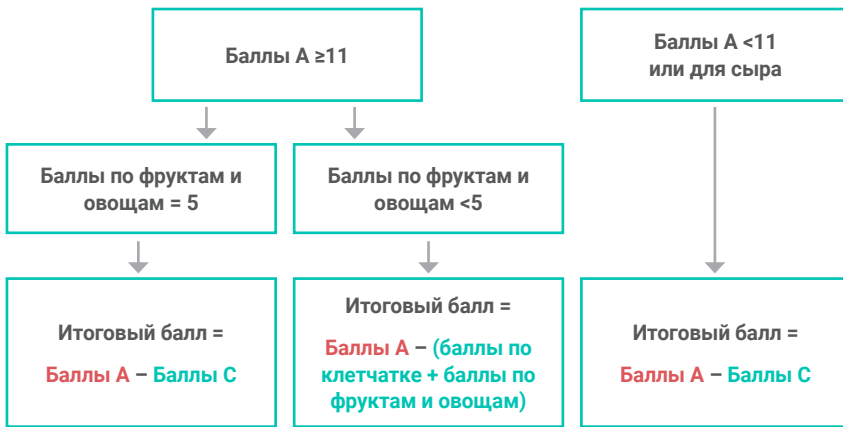 Баллы А ≥11
Баллы А <11
или для сыра
Баллы по фруктам и
овощам = 5
Баллы по фруктам и
овощам <5
Итоговый балл =
Баллы А – Баллы С
Итоговый балл =
Баллы А – (баллы по
клетчатке + баллы по
фруктам и овощам)
Итоговый балл =
Баллы А – Баллы С